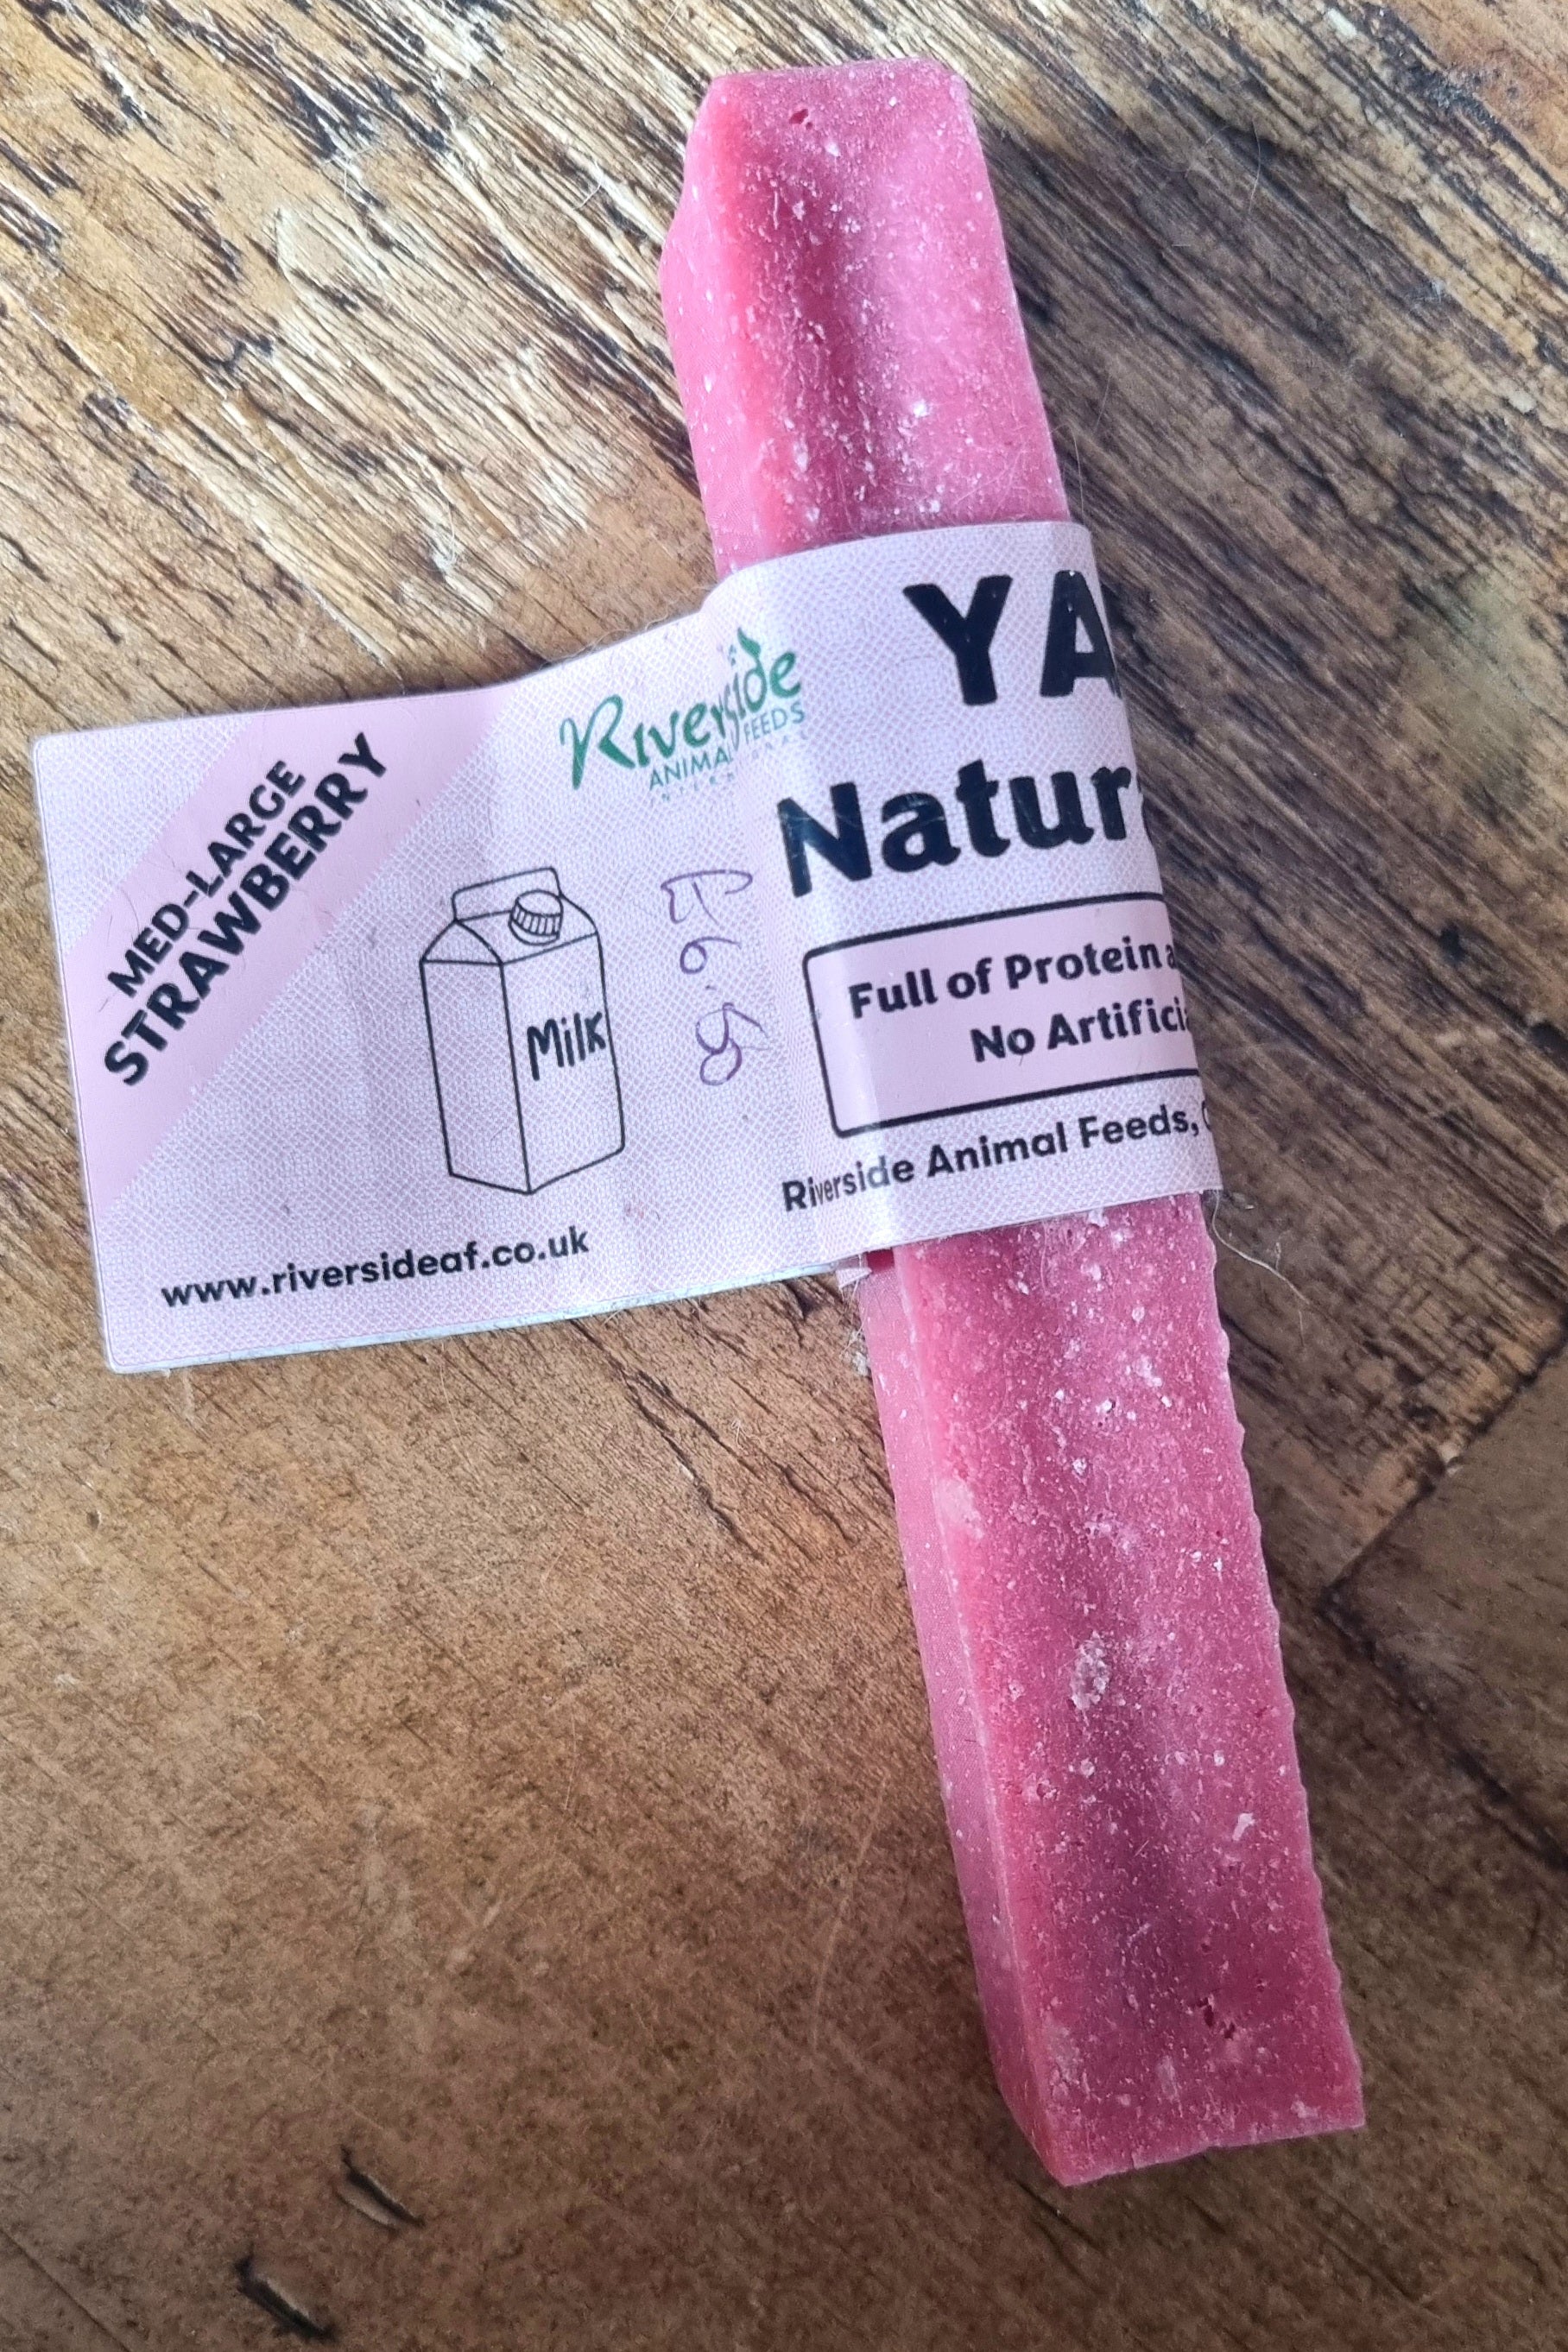 MED-LARGE
STRAWBERRY
Milk
www.riversideaf.co.uk
Riverside
ANIMAL FEEDS
YA
Natur
Full of Protein a
No Artificia
Riverside Animal Feeds,